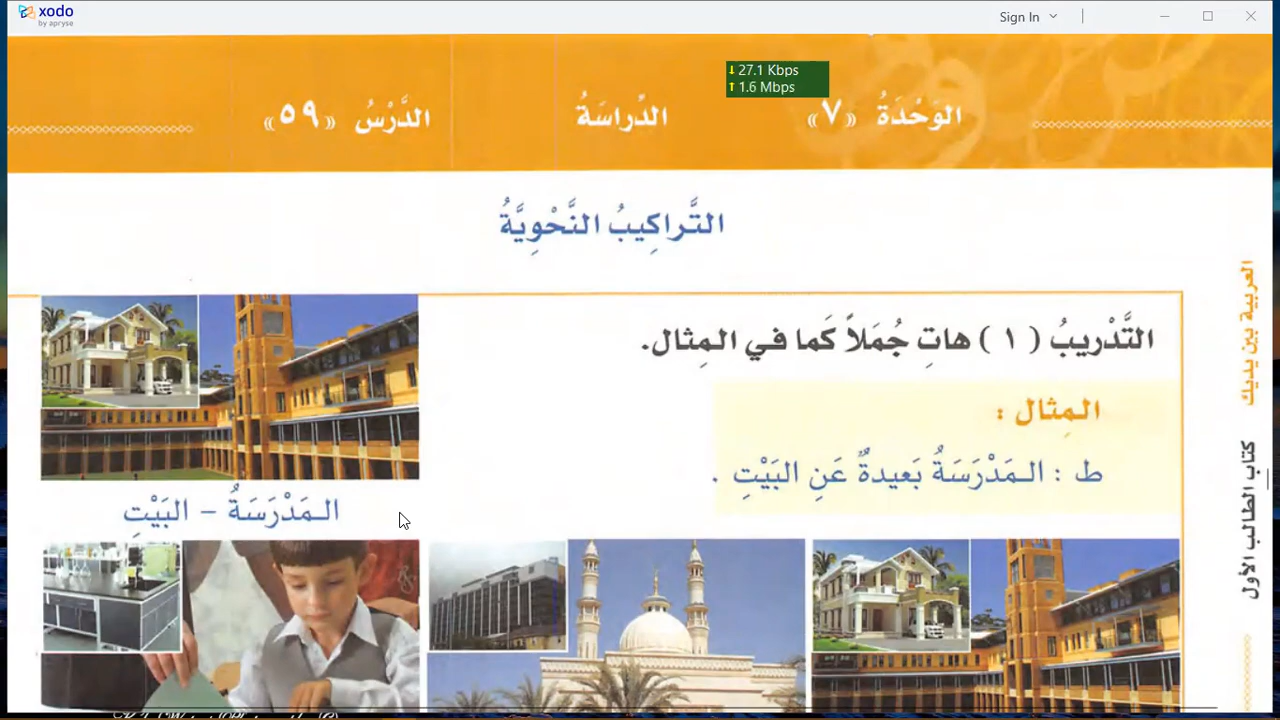 xodo
by apryse
Sign In
↓ 27.1 Kbps
↑ 1.6 Mbps
الوَحْدَةُ «٧» الدِّراسَةُ الدَّرْسُ «٥٩»
التَّراكِيبُ النَّحْوِيَّةُ
التَّدْريبُ ( ١ ) هاتِ جُمَلاً كَما في المِثال.
المِثال :
ط : المَدْرَسَةُ بَعيدةٌ عَنِ البَيْتِ .
المَدْرَسَةُ – البَيْتِ
العربية بين يديك
كتاب الطالب الأول